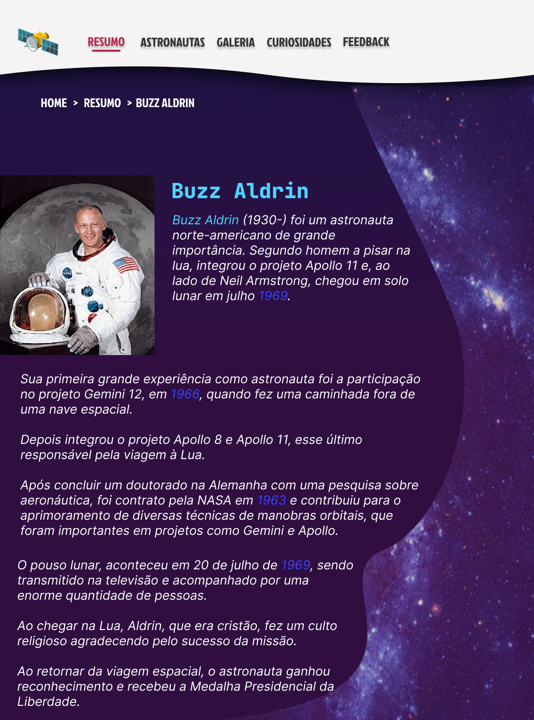 RESUMO ASTRONAUTAS GALERIA CURIOSIDADES FEEDBACK
HOME > RESUMO > BUZZ ALDRIN
Buzz Aldrin
Buzz Aldrin (1930-) foi um astronauta
norte-americano de grande
importância. Segundo homem a pisar na
lua, integrou o projeto Apollo 11 e, ao
lado de Neil Armstrong, chegou em solo
lunar em julho 1969.
Sua primeira grande experiência como astronauta foi a participação
no projeto Gemini 12, em 1966, quando fez uma caminhada fora de
uma nave espacial.
Depois integrou o projeto Apollo 8 e Apollo 11, esse último
responsável pela viagem à Lua.
Após concluir um doutorado na Alemanha com uma pesquisa sobre
aeronáutica, foi contrato pela NASA em 1963 e contribuiu para o
aprimoramento de diversas técnicas de manobras orbitais, que
foram importantes em projetos como Gemini e Apollo.
O pouso lunar, aconteceu em 20 de julho de 1969, sendo
transmitido na televisão e acompanhado por uma
enorme quantidade de pessoas.
Ao chegar na Lua, Aldrin, que era cristão, fez um culto
religioso agradecendo pelo sucesso da missão.
Ao retornar da viagem espacial, o astronauta ganhou
reconhecimento e recebeu a Medalha Presidencial da
Liberdade.